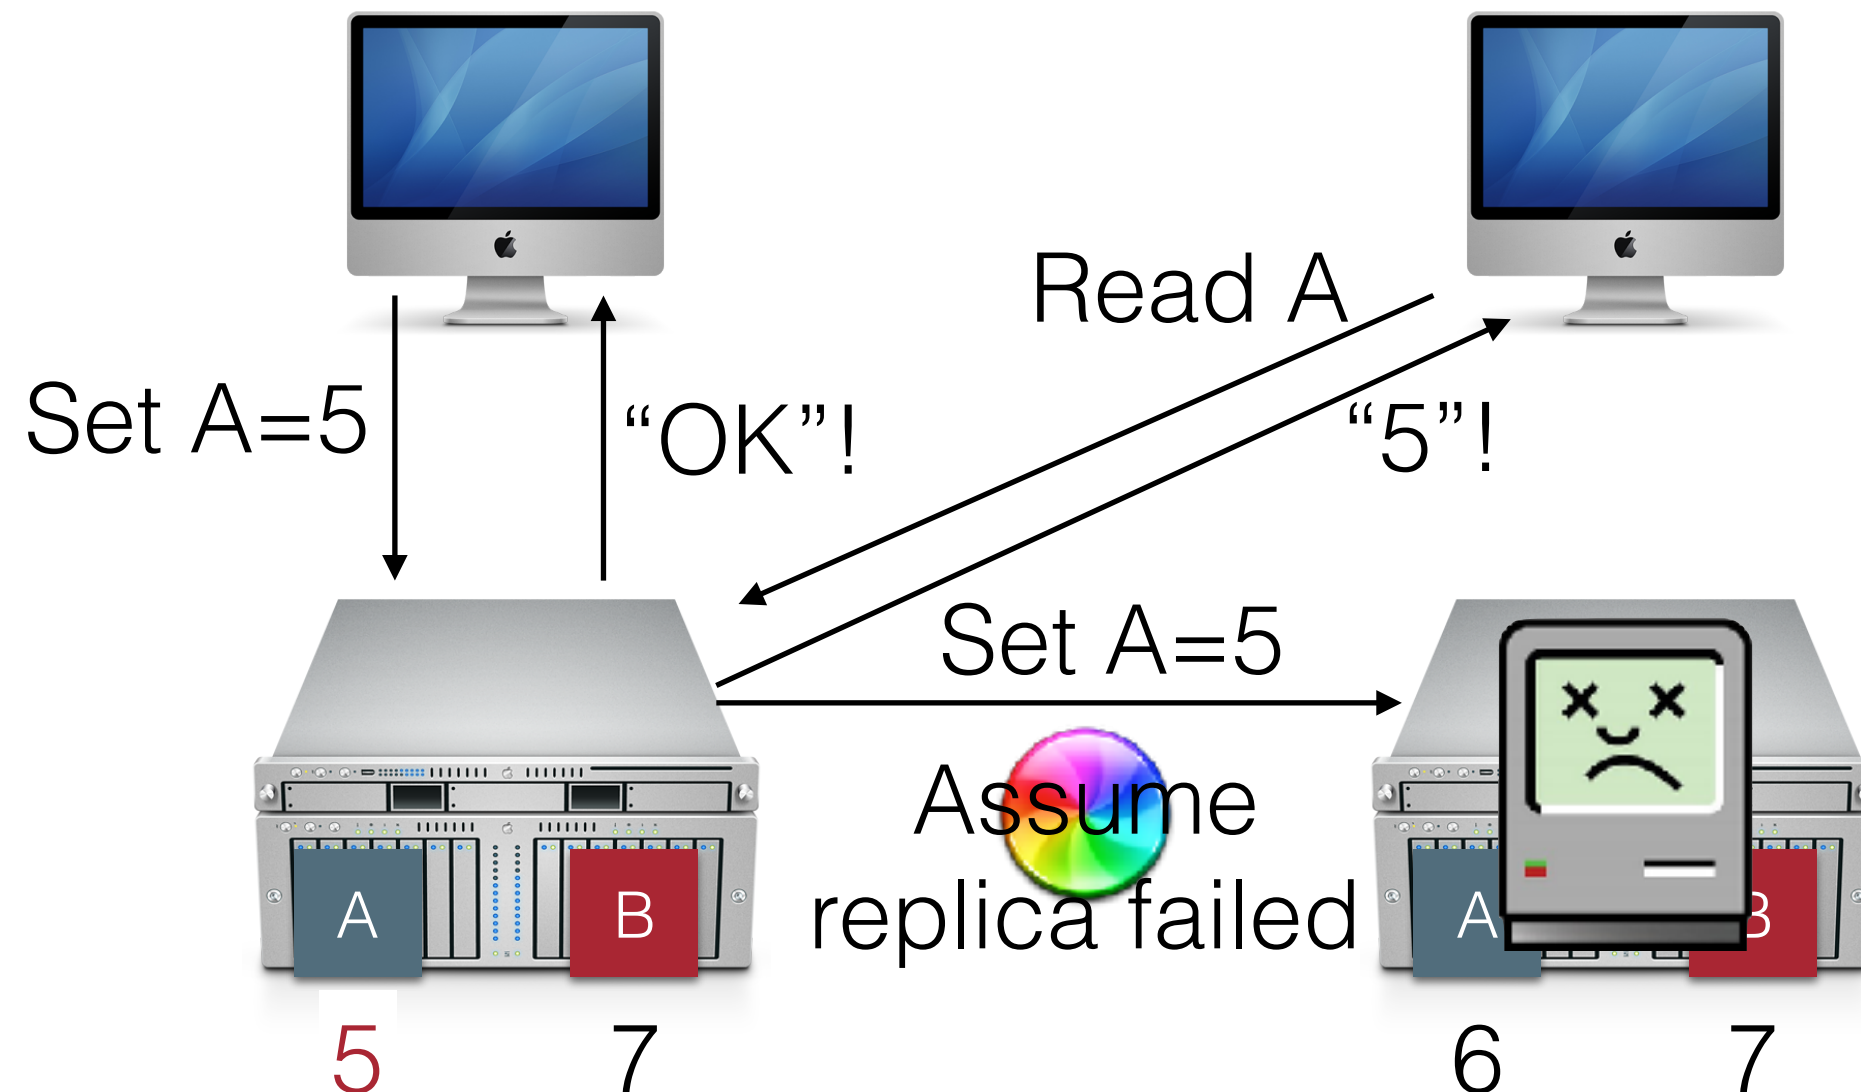 Read A
Set A=5
“OK”!
“5”!
Set A=5
Assume
replica failed
A
B
A
B
5
7
6
7